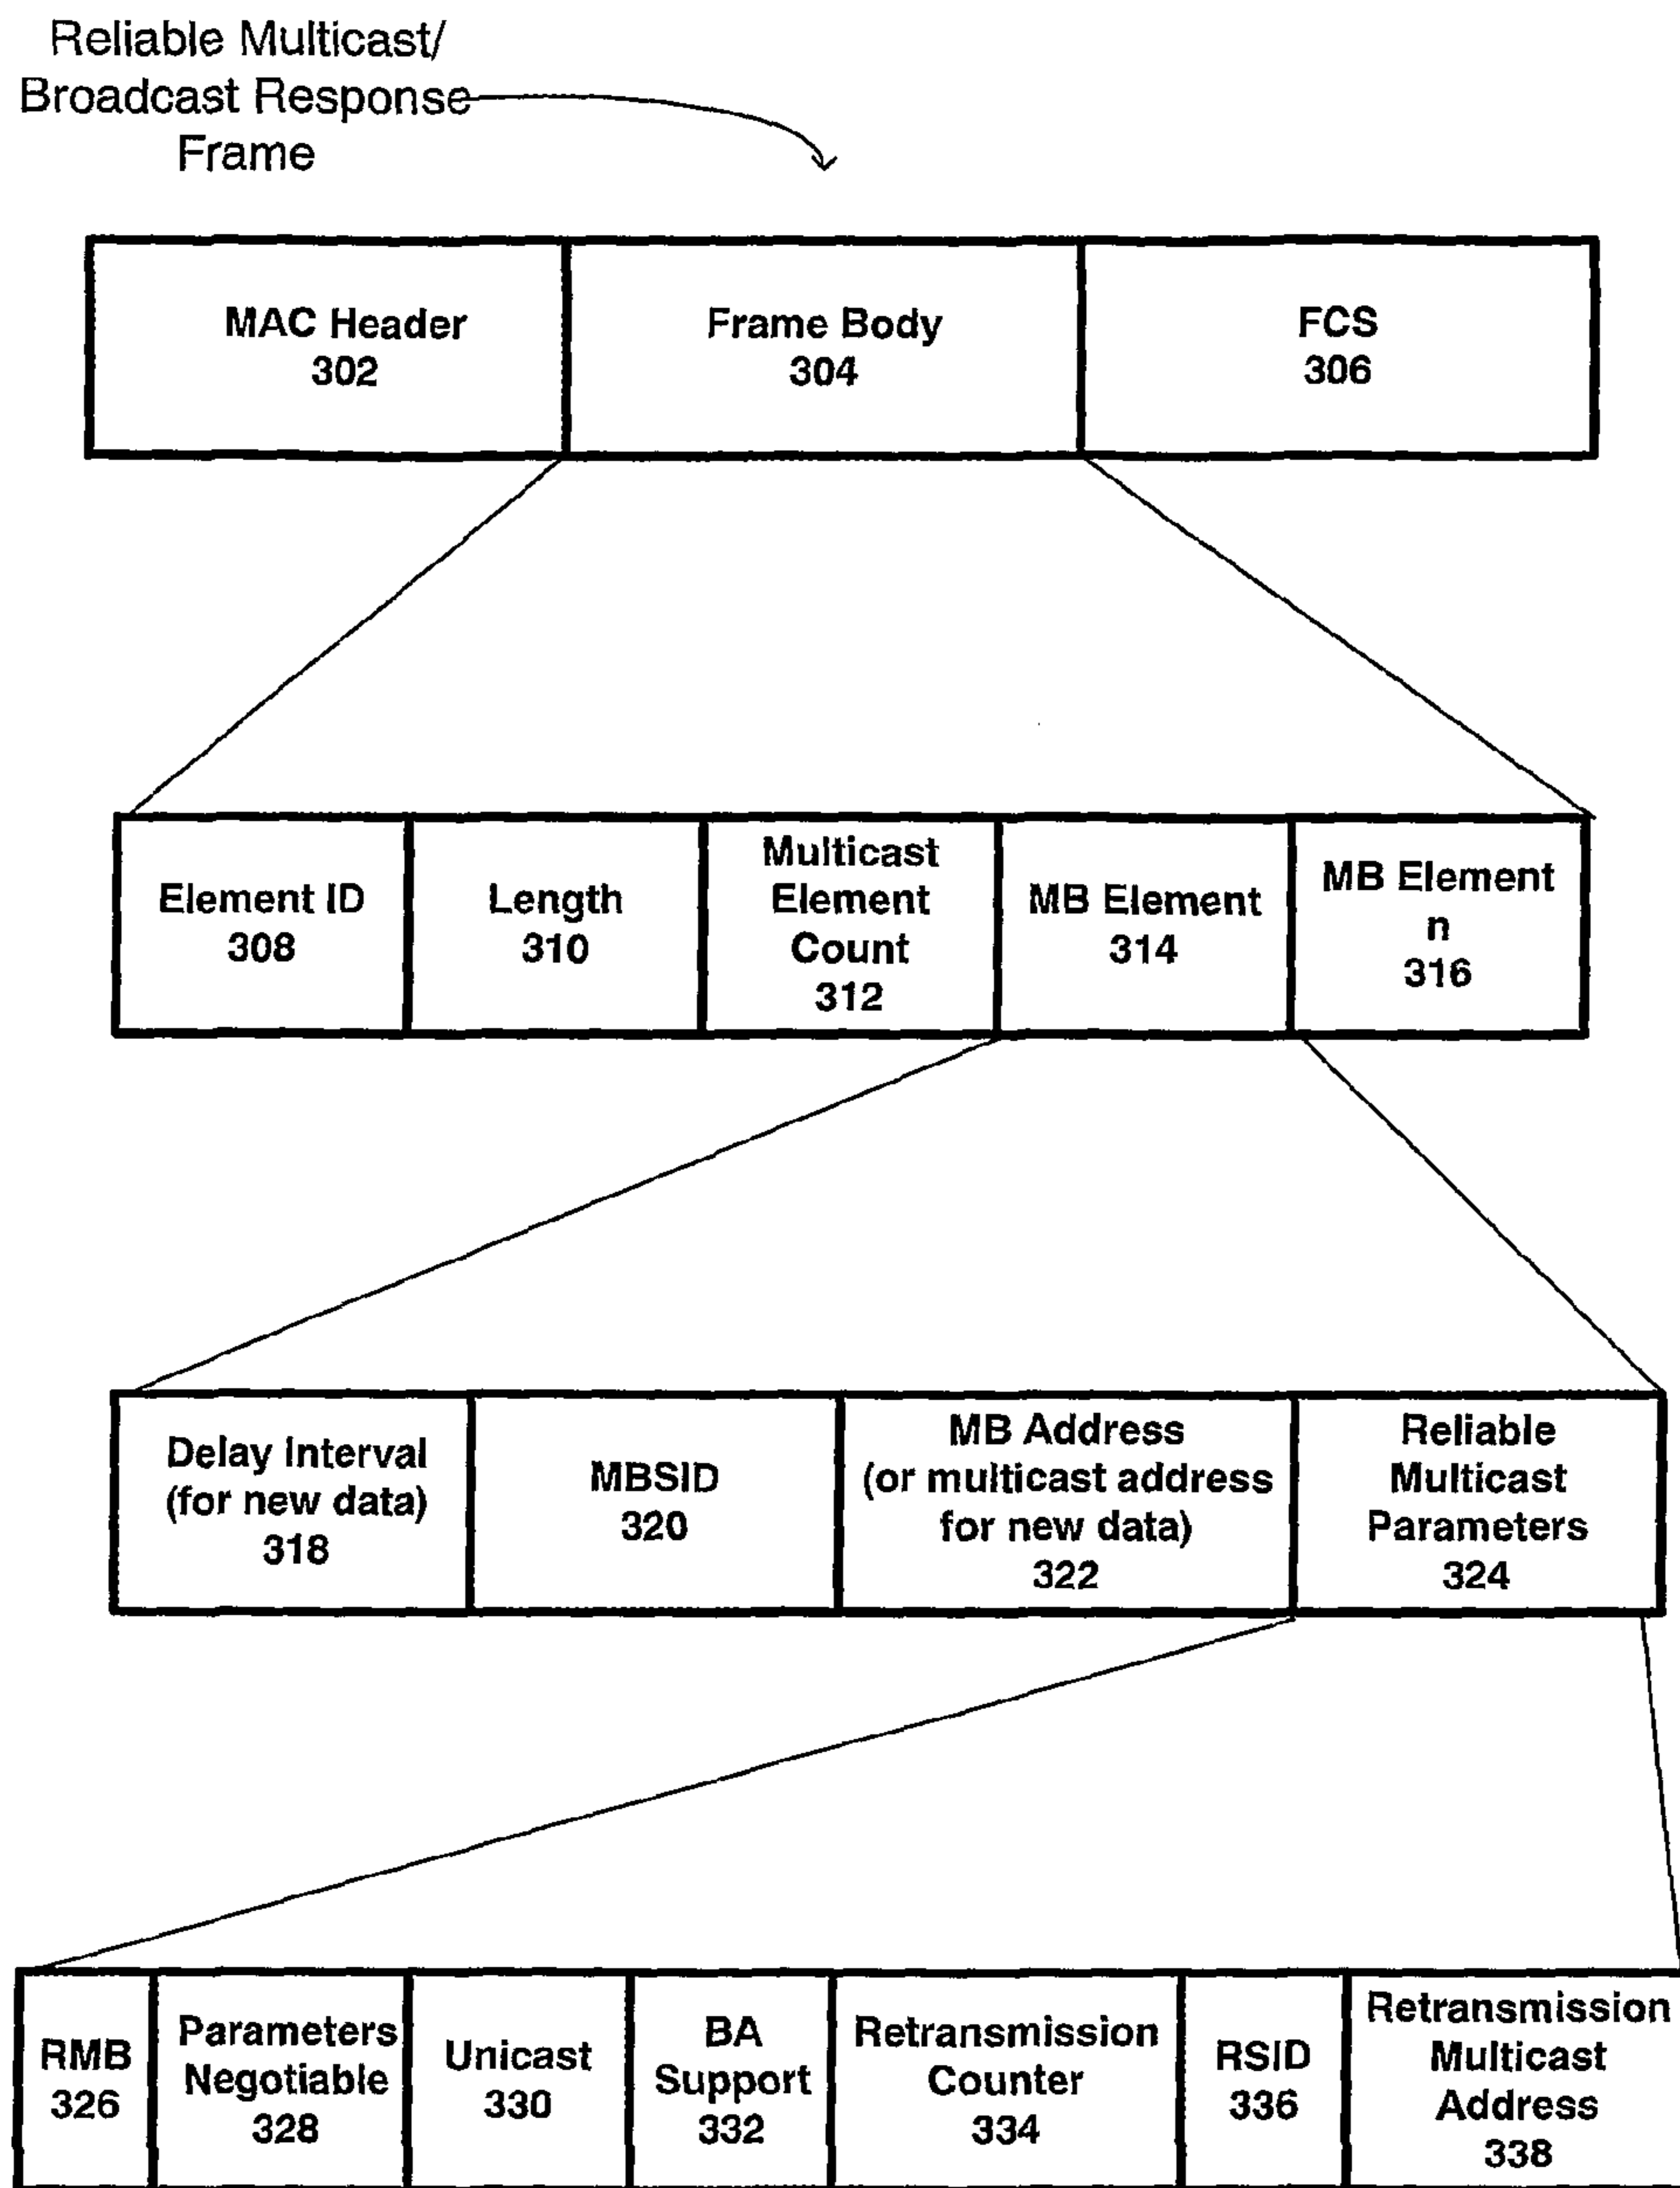 Reliable Multicast/
Broadcast Response
Frame
MAC Header
302
Frame Body
304
FCS
306
Element ID
308
Length
310
Multicast
Element
Count
312
MB Element
314
MB Element
n
316
Delay Interval
(for new data)
318
MBSID
320
MB Address
(or multicast address
for new data)
322
Reliable
Multicast
Parameters
324
RMB
326
Parameters
Negotiable
328
Unicast
330
BA
Support
332
Retransmission
Counter
334
RSID
336
Retransmission
Multicast
Address
338